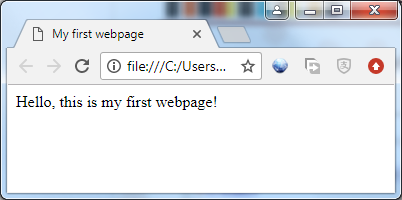 My first webpage
file:///C:/Users...
Hello, this is my first webpage!